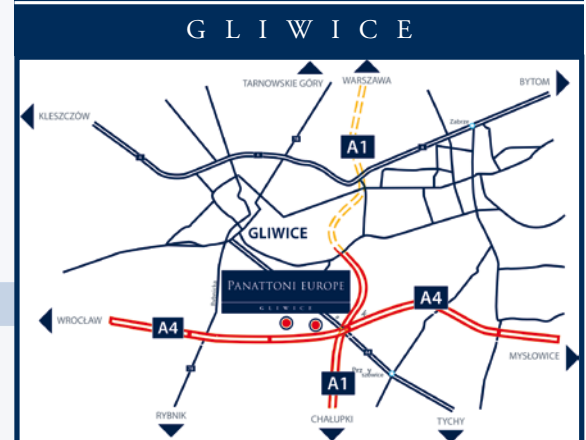 GLIWICE
TARNOWSKIE GÓRY
WARSZAWA
BYTOM
KLESZCZÓW
Zabrze
A1
GLIWICE
PANATTONI EUROPE
GLIWICE
WROCŁAW
A4
A4
MYSŁOWICE
A1
RYBNIK
CHAŁUPKI
TYCHY